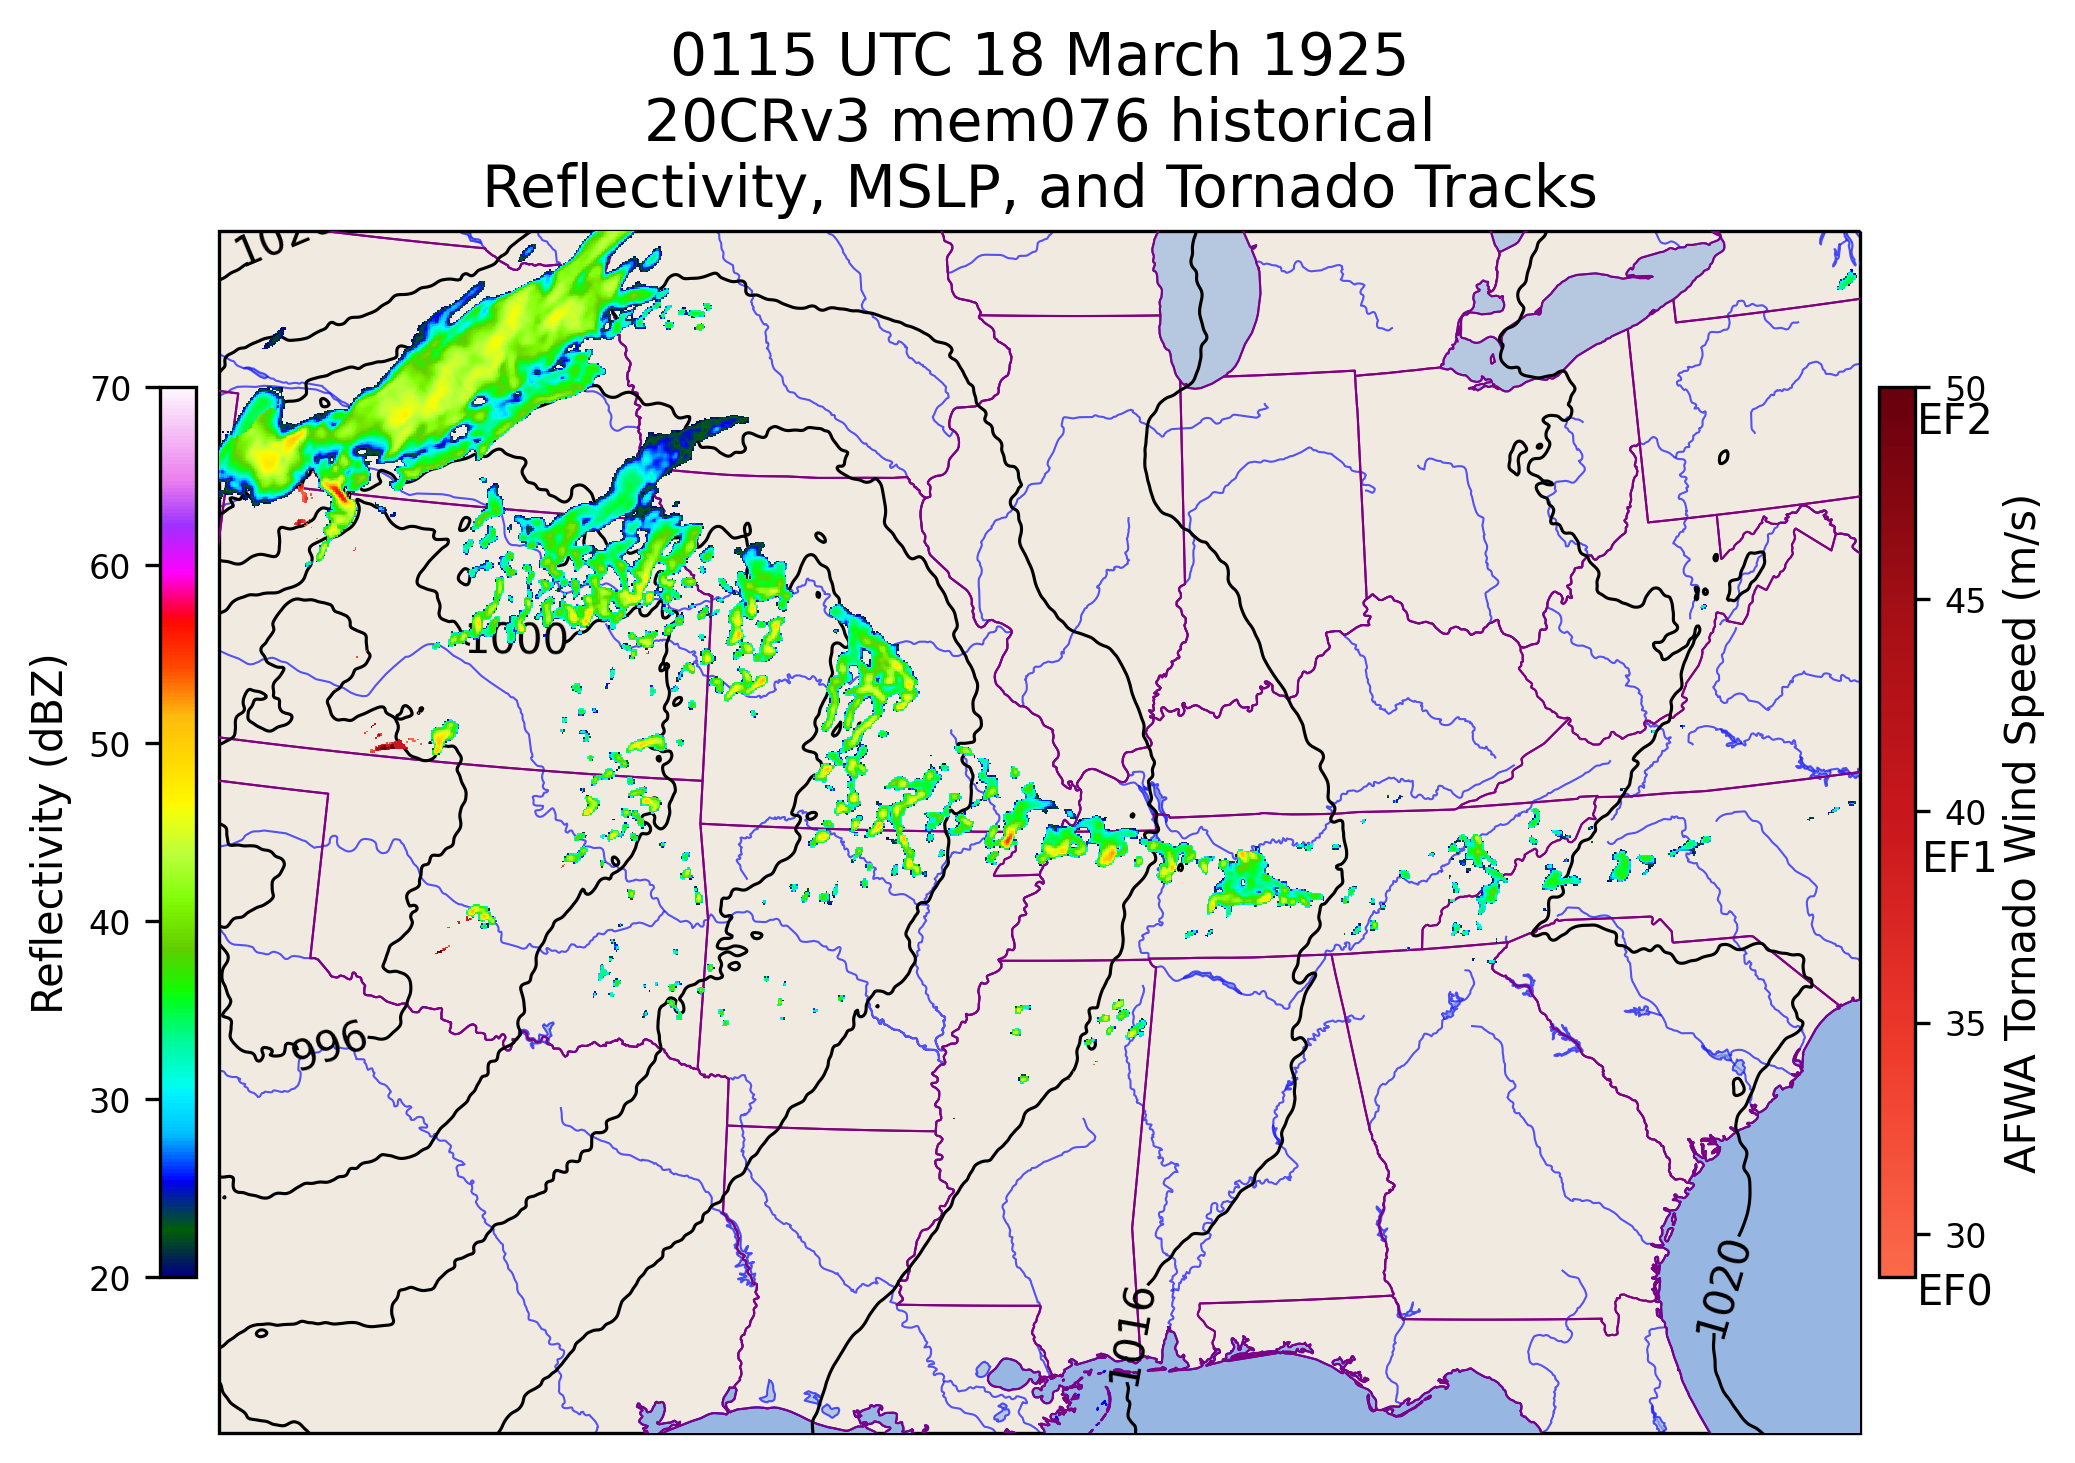 0115 UTC 18 March 1925
20CRv3 mem076 historical
Reflectivity, MSLP, and Tornado Tracks
Reflectivity (dBZ)
70
60
50
40
30
20
1000
996
1016
1020
50
EF2
45
40
EF1
35
30
EF0
AFWA Tornado Wind Speed (m/s)